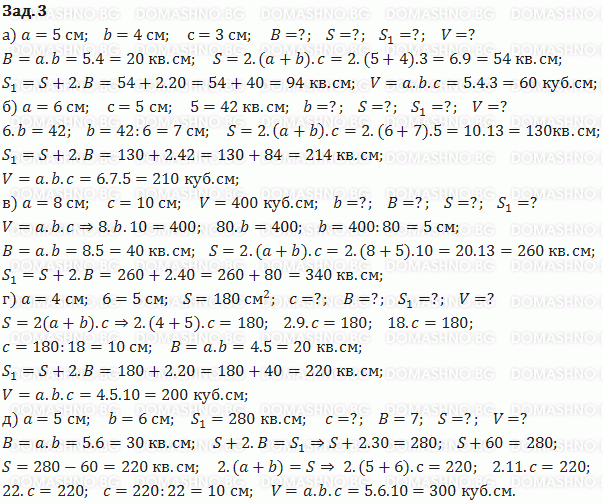 Зад. 3
а) a = 5 см; b = 4 см; c = 3 см; B =?; S =?; S₁ =?; V =?
B = a.b = 5.4 = 20 кв.см; S = 2.(a + b).c = 2.(5 + 4).3 = 6.9 = 54 кв.см;
S₁ = S + 2.B = 54 + 2.20 = 54 + 40 = 94 кв.см; V = a.b.c = 5.4.3 = 60 куб.см;
б) a = 6см; c = 5 см; 5 = 42 кв.см; b =?; S =?; S₁ =?; V =?
6.b = 42; b = 42:6 = 7 см; S = 2.(a + b).c = 2.(6 + 7).5 = 10.13 = 130кв.см;
S₁ = S + 2.B = 130 + 2.42 = 130 + 84 = 214 кв.см;
V = a.b.c = 6.7.5 = 210 куб.см;
в) a = 8см; c = 10 см; V = 400 куб.см; b =?; B =?; S =?; S₁ =?
V = a.b.c ⇒ 8.b.10 = 400; 80.b = 400; b = 400:80 = 5 см;
B = a.b = 8.5 = 40 кв.см; S = 2.(a + b).c = 2.(8 + 5).10 = 20.13 = 260 кв.см;
S₁ = S + 2.B = 260 + 2.40 = 260 + 80 = 340 кв.см;
г) a = 4 см; 6 = 5 см; S = 180 см²; c =?; B =?; S₁ =?; V =?
S = 2(a + b).c ⇒ 2.(4 + 5).c = 180; 2.9.c = 180; 18.c = 180;
c = 180:18 = 10 см; B = a.b = 4.5 = 20 кв.см;
S₁ = S + 2.B = 180 + 2.20 = 180 + 40 = 220 кв.см;
V = a.b.c = 4.5.10 = 200 куб.см;
д) a = 5 см; b = 6 см; S₁ = 280 кв.см; c =?; B = 7; S =?; V =?
B = a.b = 5.6 = 30 кв.см; S + 2.B = S₁ ⇒ S + 2.30 = 280; S + 60 = 280;
S = 280 − 60 = 220 кв.см; 2.(a + b) = S ⇒ 2.(5 + 6).c = 220; 2.11.c = 220;
22.c = 220; c = 220:22 = 10 см; V = a.b.c = 5.6.10 = 300 куб.см.